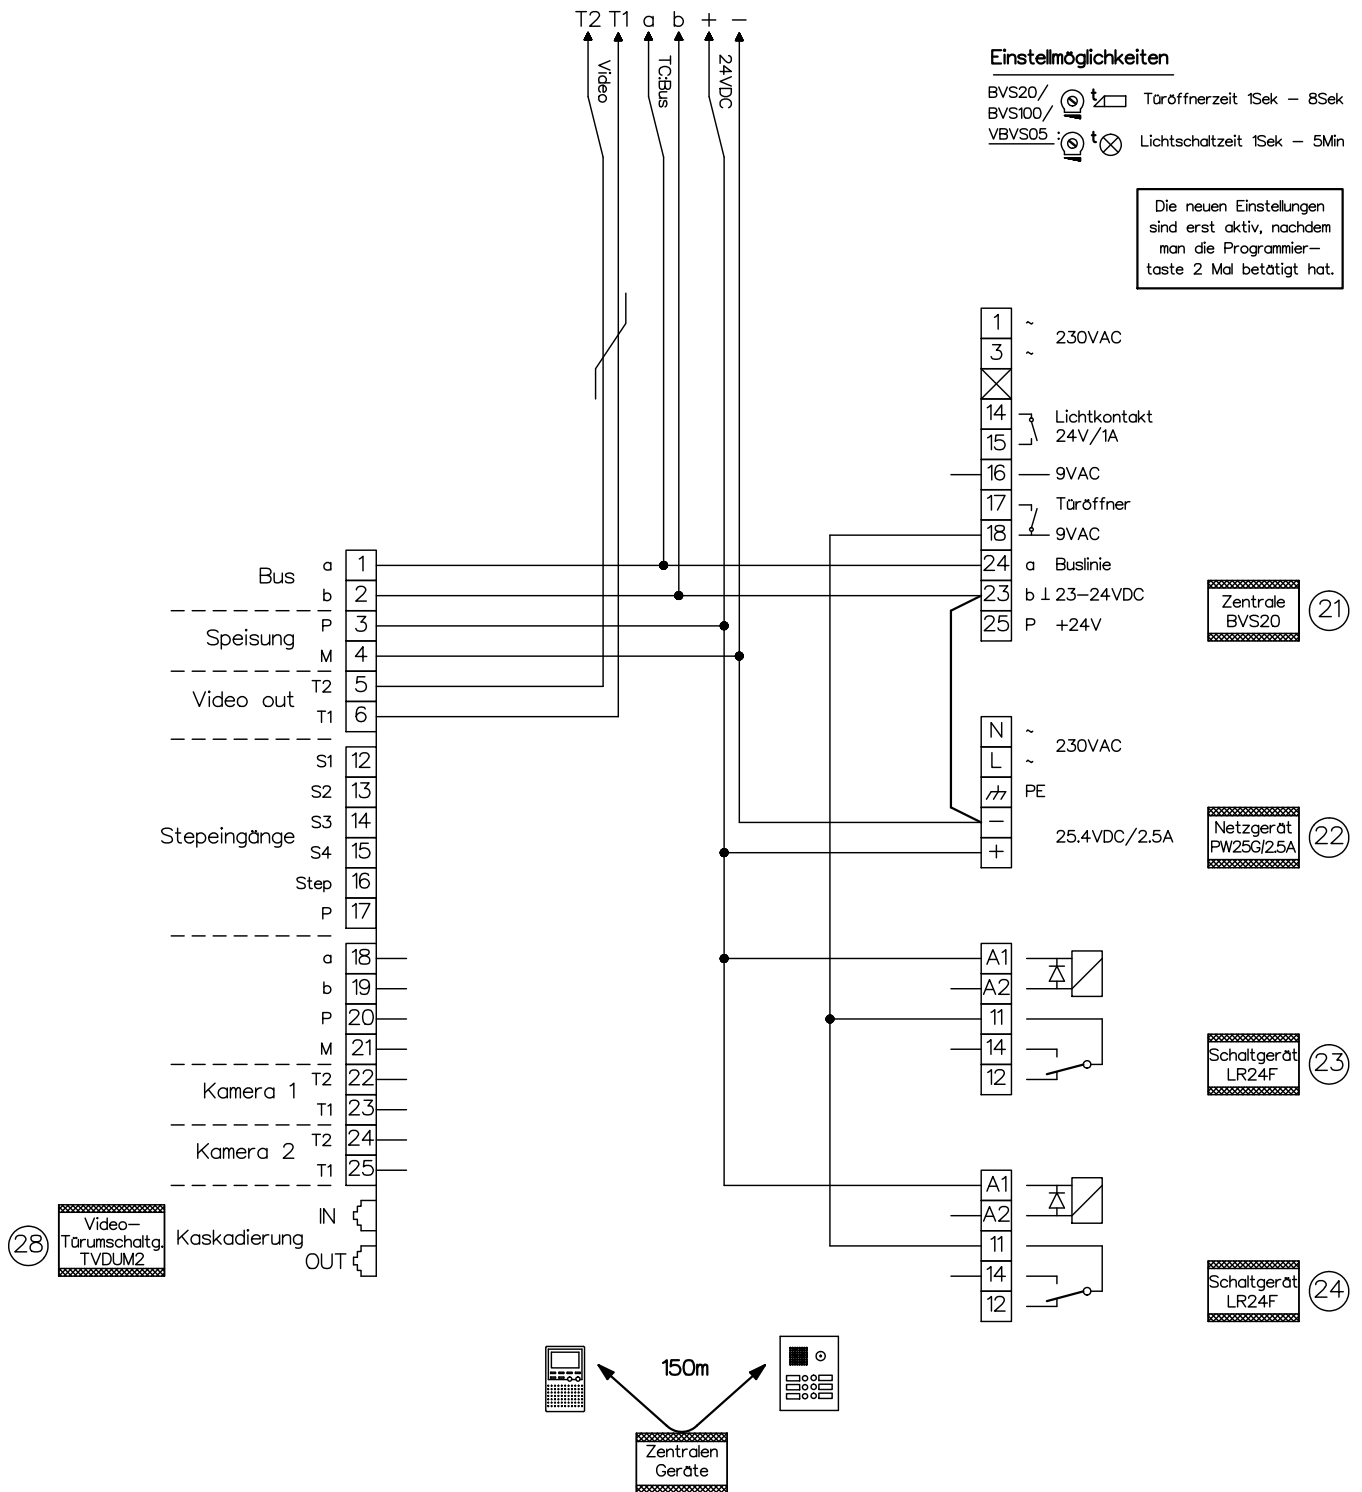 T2 T1 a b + −
Video
TC:Bus
24VDC
Einstellmöglichkeiten
BVS20/
BVS100/
VBVS05 :
t Türöffnerzeit 1Sek − 8Sek
t Lichtschaltzeit 1Sek − 5Min
Die neuen Einstellungen
sind erst aktiv, nachdem
man die Programmier−
taste 2 Mal betätigt hat.
1 ~
230VAC
3 ~
14 Lichtkontakt
15 24V/1A
16 9VAC
17 Türöffner
18 9VAC
24 a Buslinie
23 b ⊥ 23−24VDC
25 P +24V
Zentrale
BVS20
21
Bus
a 1
b 2
Speisung
P 3
M 4
Video out
T2 5
T1 6
Stepeingänge
S1 12
S2 13
S3 14
S4 15
Step 16
P 17
a 18
b 19
P 20
M 21
Kamera 1
T2 22
T1 23
Kamera 2
T2 24
T1 25
Kaskadierung
IN
OUT
28
Video−
Türumschaltg.
TVDUM2
N ~
230VAC
L ~
PE
−
25.4VDC/2.5A
+
Netzgerät
PW25G/2.5A
22
A1
A2
11
14
12
Schaltgerät
LR24F
23
A1
A2
11
14
12
Schaltgerät
LR24F
24
150m
Zentralen
Geräte